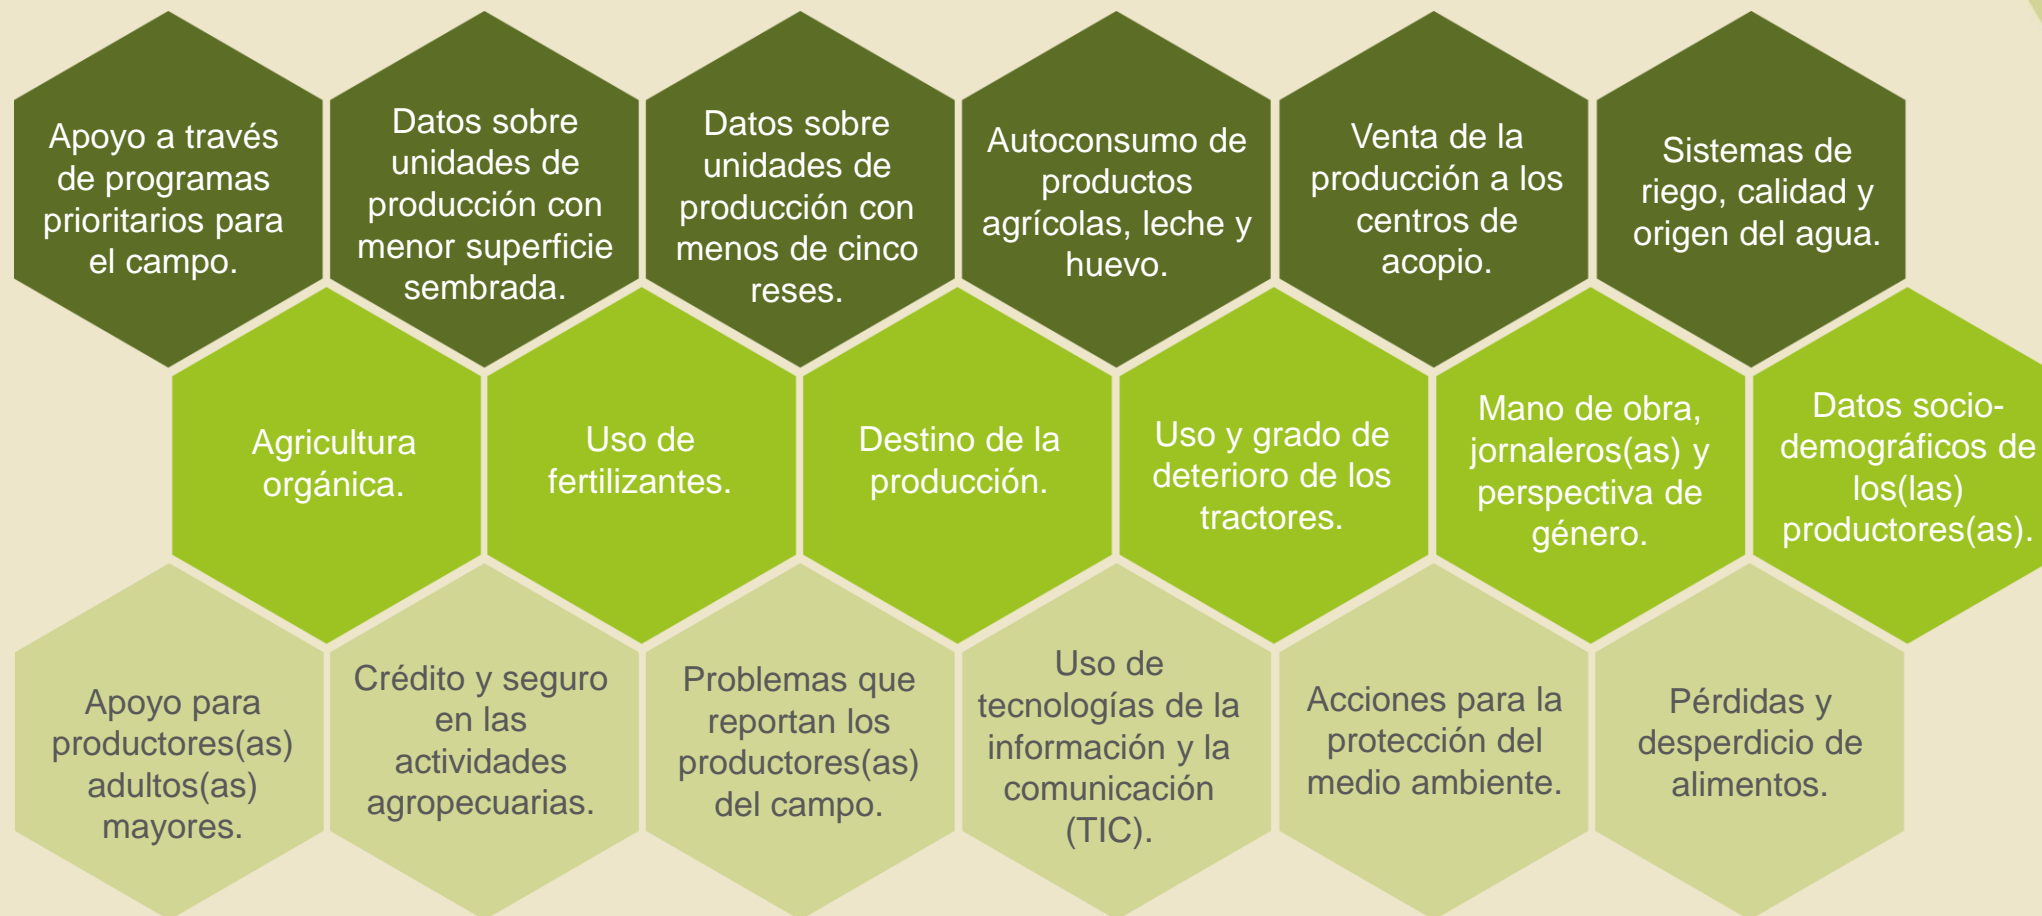 Apoyo a través
de programas
prioritarios para
el campo.
Datos sobre
unidades de
producción con
menor superficie
sembrada.
Datos sobre
unidades de
producción con
menos de cinco
reses.
Autoconsumo de
productos
agrícolas, leche y
huevo.
Venta de la
producción a los
centros de
acopio.
Sistemas de
riego, calidad y
origen del agua.
Agricultura
orgánica.
Uso de
fertilizantes.
Destino de la
producción.
Uso y grado de
deterioro de los
tractores.
Mano de obra,
jornaleros(as) y
perspectiva de
género.
Datos socio-
demográficos de
los(las)
productores(as).
Apoyo para
productores(as)
adultos(as)
mayores.
Crédito y seguro
en las
actividades
agropecuarias.
Problemas que
reportan los
productores(as)
del campo.
Uso de
tecnologías de la
información y la
comunicación
(TIC).
Acciones para la
protección del
medio ambiente.
Pérdidas y
desperdicio de
alimentos.